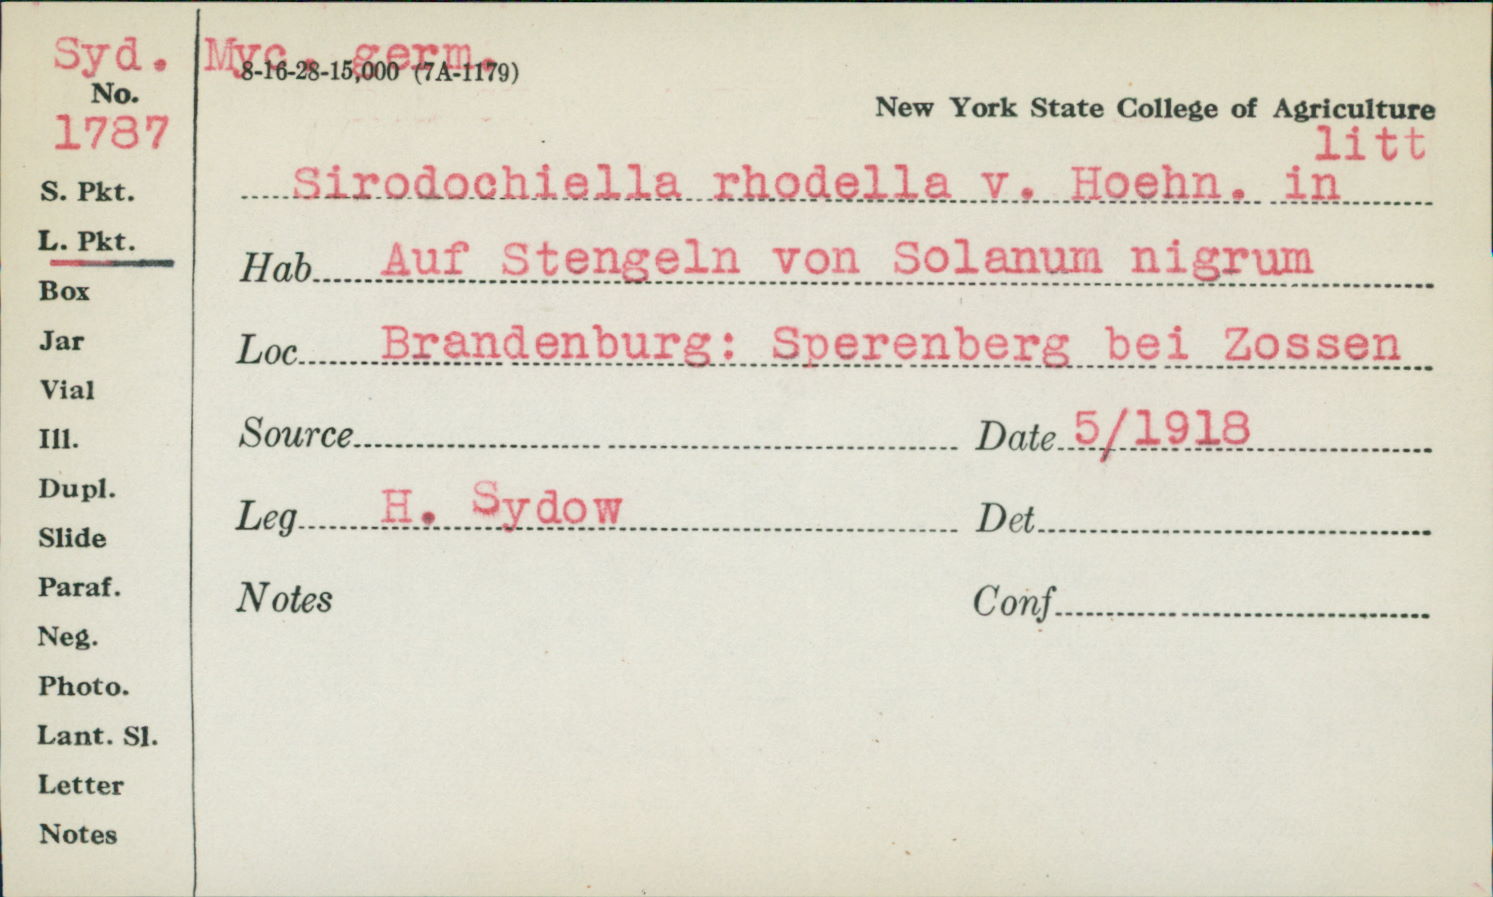 Syd. Myc. germ.
8-16-28-15,000 (7A-1179)
No.
1787
New York State College of Agriculture
litt
Sirodochiella rhodella v. Hoehn. in
S. Pkt.
L. Pkt.
Hab Auf Stengeln von Solanum nigrum
Box
Jar
Loc Brandenburg: Sperenberg bei Zossen
Vial
Ill.
Source
Date 5/1918
Dupl.
Leg H. Sydow
Det
Slide
Paraf.
Notes
Conf
Neg.
Photo.
Lant. Sl.
Letter
Notes